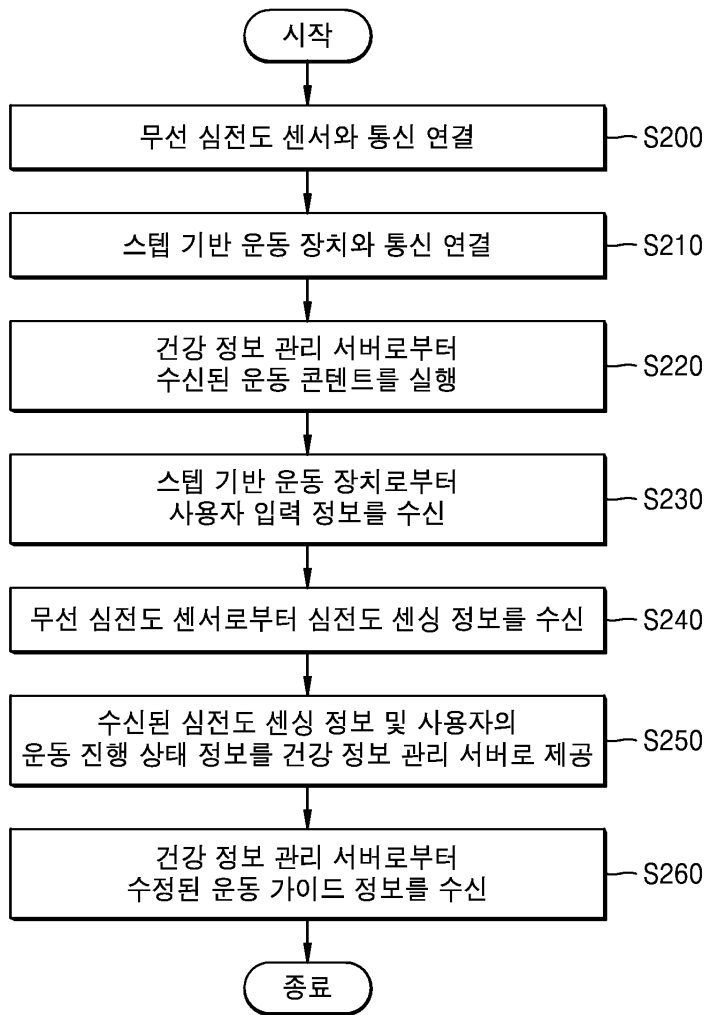 시작
무선 심전도 센서와 통신 연결
S200
스텝 기반 운동 장치와 통신 연결
S210
건강 정보 관리 서버로부터
수신된 운동 콘텐트를 실행
S220
스텝 기반 운동 장치로부터
사용자 입력 정보를 수신
S230
무선 심전도 센서로부터 심전도 센싱 정보를 수신
S240
수신된 심전도 센싱 정보 및 사용자의
운동 진행 상태 정보를 건강 정보 관리 서버로 제공
S250
건강 정보 관리 서버로부터
수정된 운동 가이드 정보를 수신
S260
종료